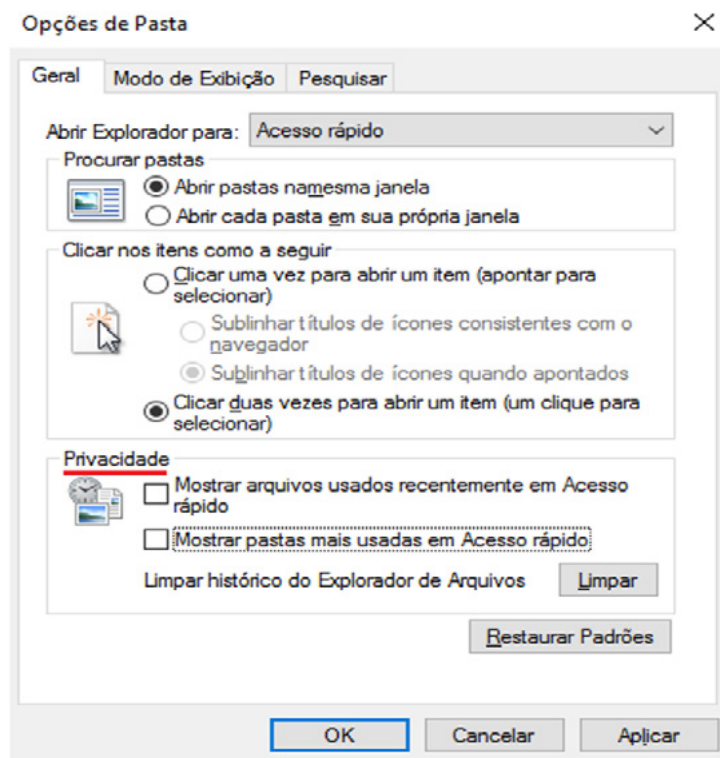 Opções de Pasta
Geral
Modo de Exibição
Pesquisar
Abrir Explorador para: Acesso rápido
Procurar pastas
Abrir pastas namesma janela
Abrir cada pasta em sua própria janela
Clicar nos itens como a seguir
Clicar uma vez para abrir um item (apontar para
selecionar)
Sublinhar títulos de ícones consistentes com o
navegador
Sublinhar títulos de ícones quando apontados
Clicar duas vezes para abrir um item (um clique para
selecionar)
Privacidade
Mostrar arquivos usados recentemente em Acesso
rápido
Mostrar pastas mais usadas em Acesso rápido
Limpar histórico do Explorador de Arquivos
Limpar
Restaurar Padrões
OK
Cancelar
Aplicar